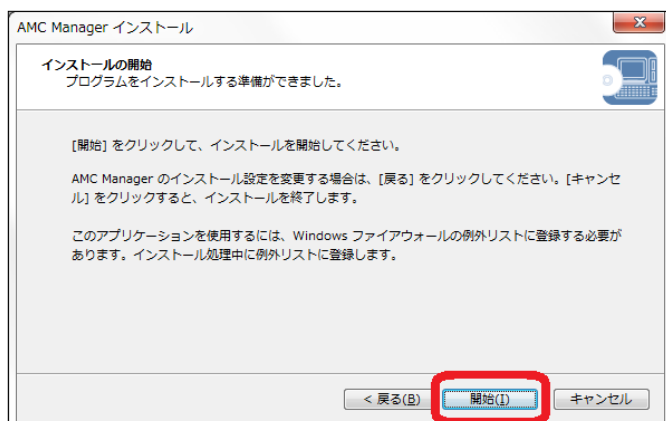 AMC Manager インストール
インストールの開始
プログラムをインストールする準備ができました。
[開始] をクリックして、インストールを開始してください。
AMC Manager のインストール設定を変更する場合は、[戻る] をクリックしてください。[キャンセ
ル] をクリックすると、インストールを終了します。
このアプリケーションを使用するには、Windows ファイアウォールの例外リストに登録する必要が
あります。インストール処理中に例外リストに登録します。
< 戻る(B) 開始(I) キャンセル